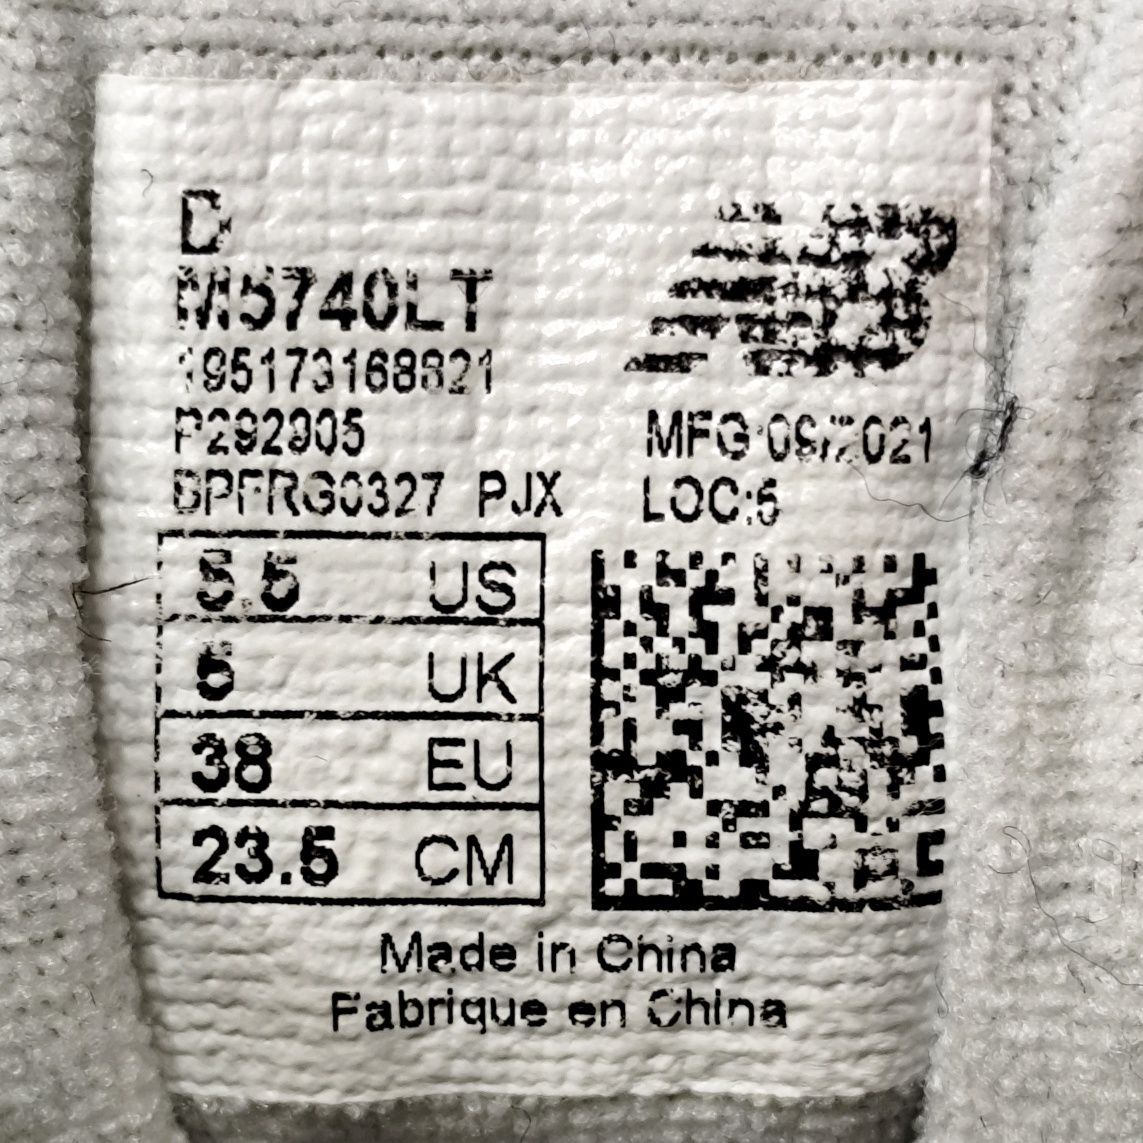 D
M5740LT
195173168821
P292905
BPFRG0327 PJX
MFG:09/2021
LOC:5
5.5 US
5 UK
38 EU
23.5 CM
Made in China
Fabrique en China